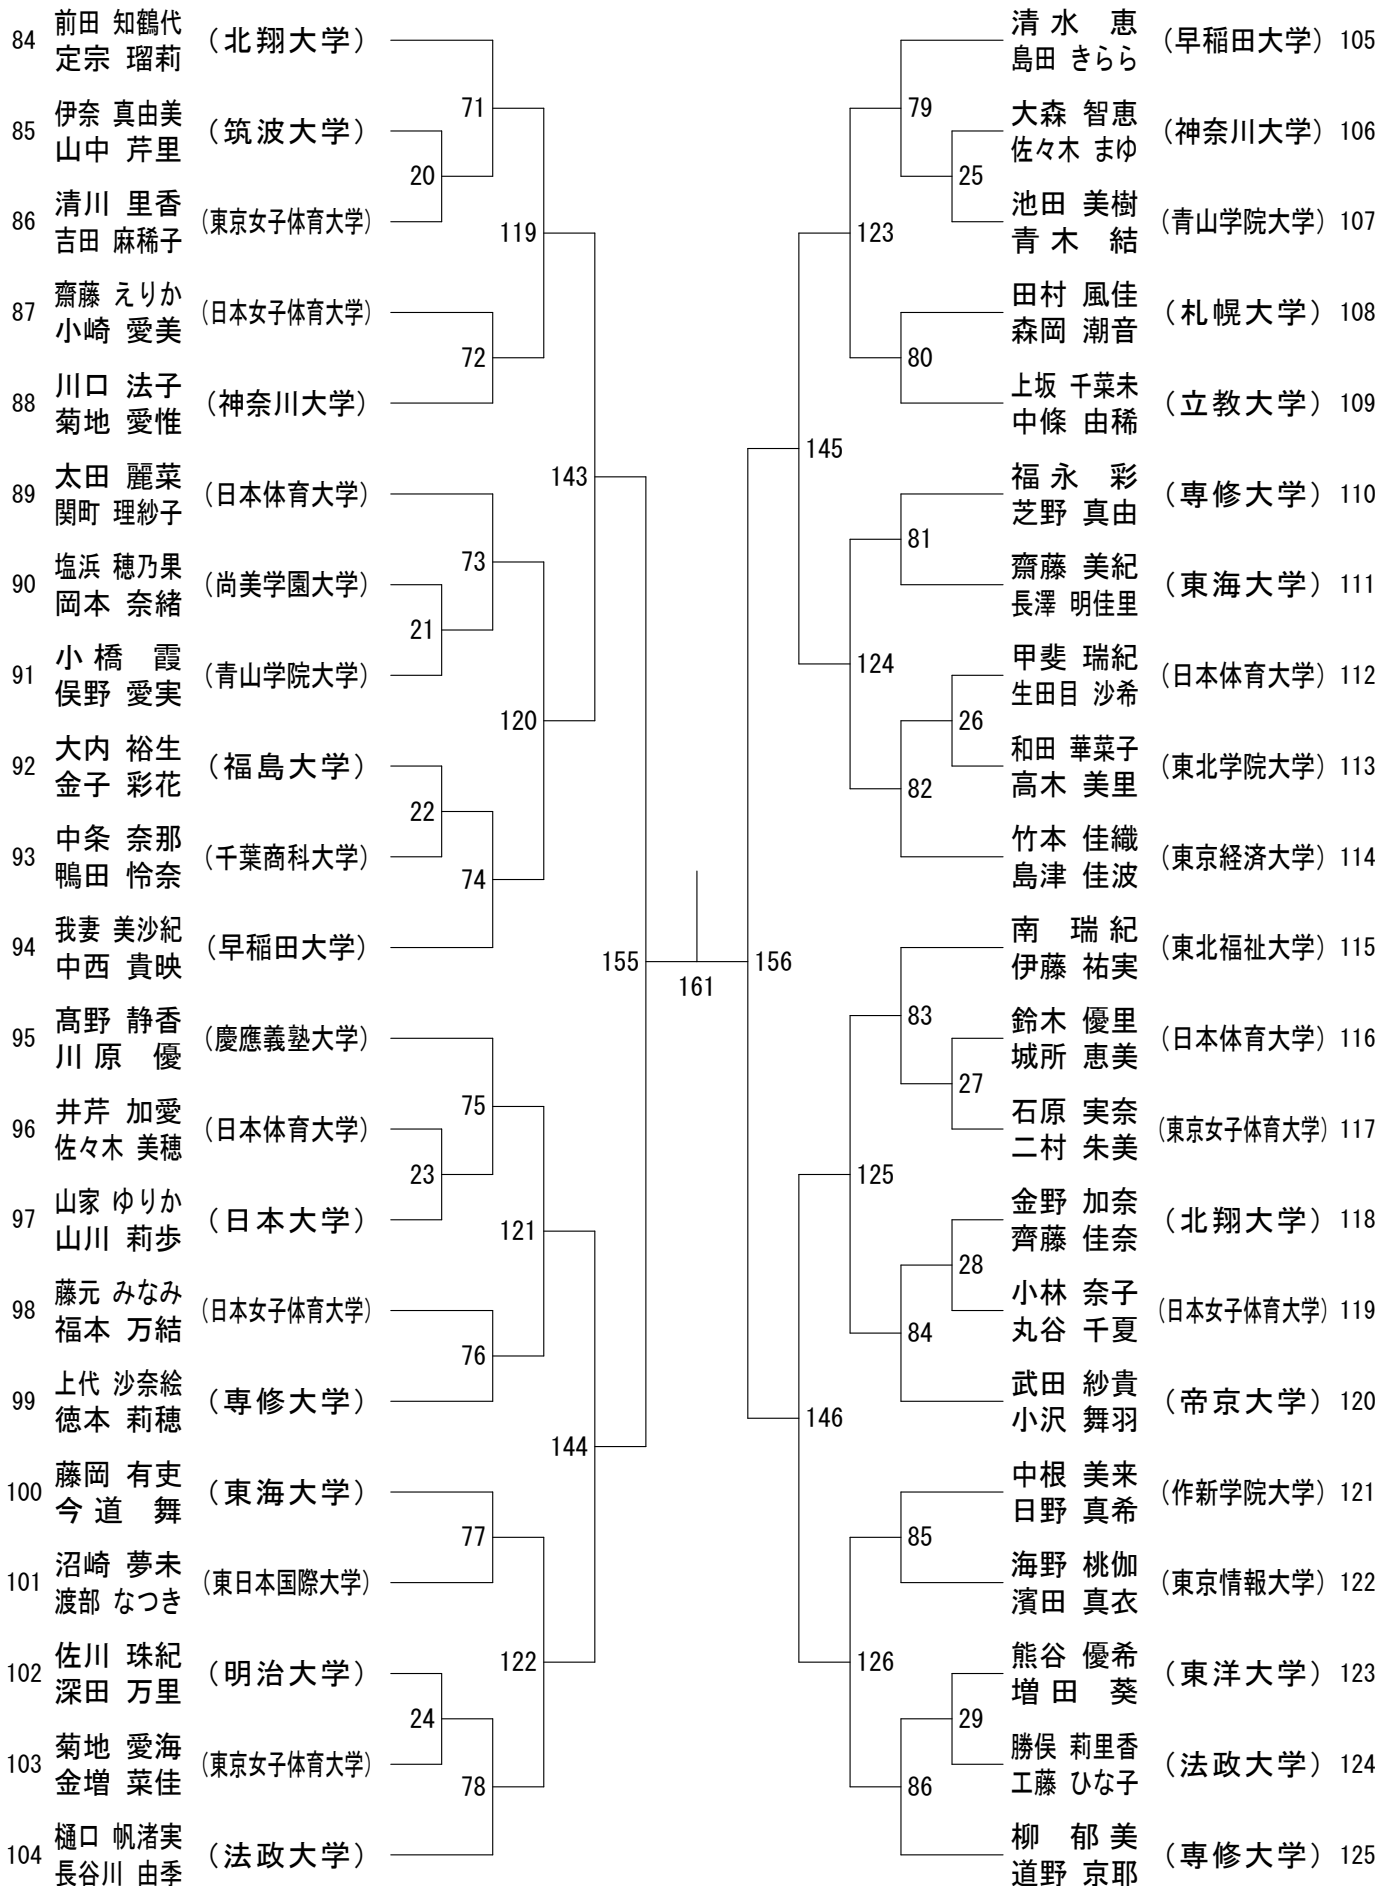 84 前田 知鶴代 (北翔大学)
定宗 瑠莉
71
85 伊奈 真由美 (筑波大学)
山中 芹里
20
86 清川 里香 (東京女子体育大学)
吉田 麻稀子
119
87 齋藤 えりか (日本女子体育大学)
小崎 愛美
72
88 川口 法子 (神奈川大学)
菊地 愛惟
143
89 太田 麗菜 (日本体育大学)
関町 理紗子
73
90 塩浜 穂乃果 (尚美学園大学)
岡本 奈緒
21
91 小橋 霞 (青山学院大学)
俣野 愛実
120
92 大内 裕生 (福島大学)
金子 彩花
22
93 中条 奈那 (千葉商科大学)
鴨田 怜奈
74
94 我妻 美沙紀 (早稲田大学)
中西 貴映
155
161
95 髙野 静香 (慶應義塾大学)
川原 優
75
96 井芹 加愛 (日本体育大学)
佐々木 美穂
23
97 山家 ゆりか (日本大学)
山川 莉歩
121
98 藤元 みなみ (日本女子体育大学)
福本 万結
76
99 上代 沙奈絵 (専修大学)
徳本 莉穂
144
100 藤岡 有吏 (東海大学)
今道 舞
77
101 沼崎 夢未 (東日本国際大学)
渡部 なつき
122
102 佐川 珠紀 (明治大学)
深田 万里
24
103 菊地 愛海 (東京女子体育大学)
金増 菜佳
78
104 樋口 帆渚実 (法政大学)
長谷川 由季
清水 恵 (早稲田大学) 105
島田 きらら
79
大森 智恵 (神奈川大学) 106
佐々木 まゆ
25
池田 美樹 (青山学院大学) 107
青木 結
123
田村 風佳 (札幌大学) 108
森岡 潮音
80
上坂 千菜未 (立教大学) 109
中條 由稀
145
福永 彩 (専修大学) 110
芝野 真由
81
齋藤 美紀 (東海大学) 111
長澤 明佳里
124
甲斐 瑞紀 (日本体育大学) 112
生田目 沙希
26
和田 華菜子 (東北学院大学) 113
高木 美里
82
竹本 佳織 (東京経済大学) 114
島津 佳波
156
南 瑞紀 (東北福祉大学) 115
伊藤 祐実
83
鈴木 優里 (日本体育大学) 116
城所 恵美
27
石原 実奈 (東京女子体育大学) 117
二村 朱美
125
金野 加奈 (北翔大学) 118
齊藤 佳奈
28
小林 奈子 (日本女子体育大学) 119
丸谷 千夏
84
武田 紗貴 (帝京大学) 120
小沢 舞羽
146
中根 美来 (作新学院大学) 121
日野 真希
85
海野 桃伽 (東京情報大学) 122
濱田 真衣
126
熊谷 優希 (東洋大学) 123
増田 葵
29
勝俣 莉里香 (法政大学) 124
工藤 ひな子
86
柳 郁美 (専修大学) 125
道野 京耶